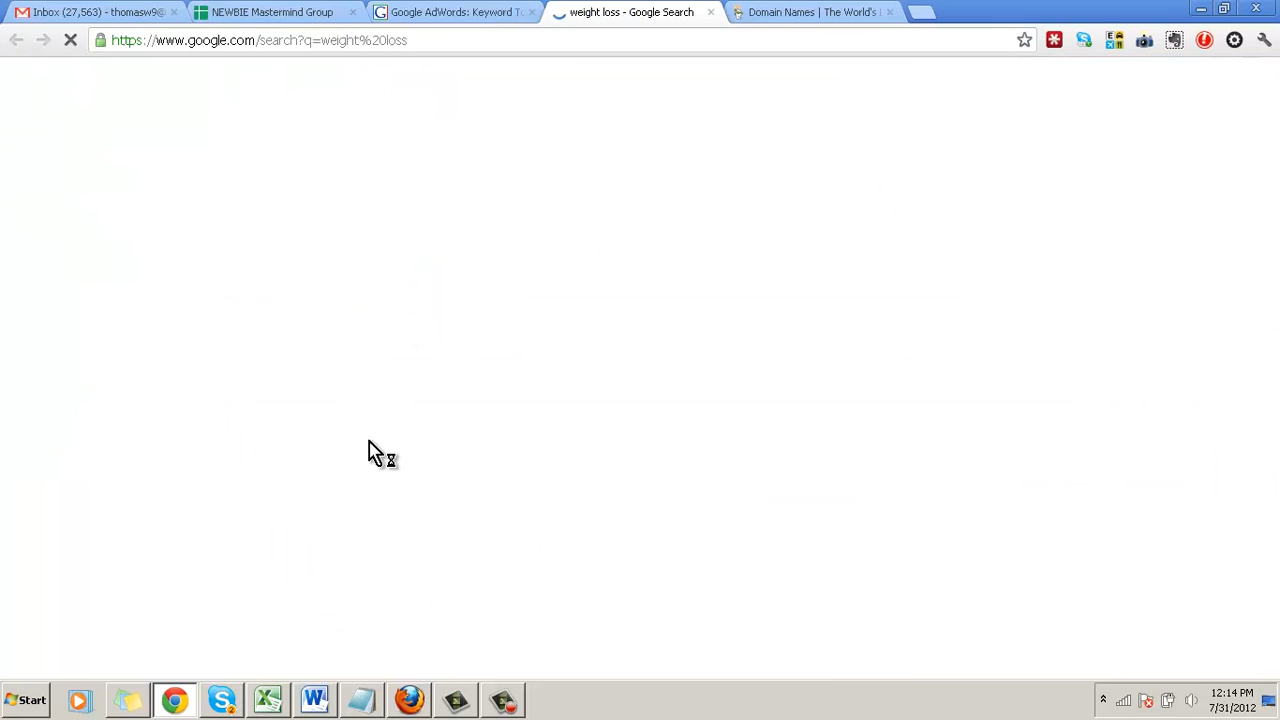 Inbox (27,563) - thomasw9@
NEWBIE Mastermind Group
Google AdWords: Keyword To
weight loss - Google Search
Domain Names | The World's L
https://www.google.com/search?q=weight%20loss
Start
12:14 PM
7/31/2012